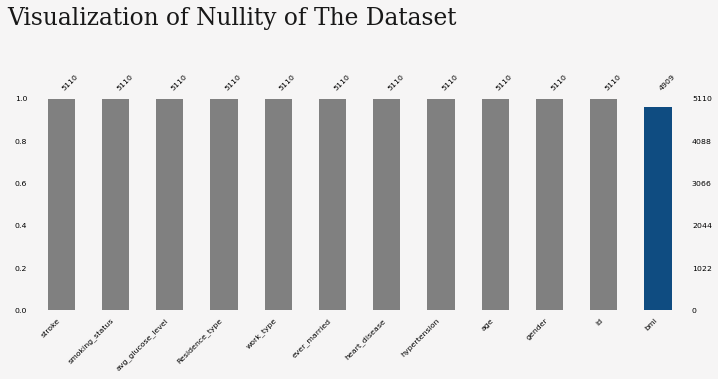 Visualization of Nullity of The Dataset
5110 5110 5110 5110 5110 5110 5110 5110 5110 5110 5110 4909
1.0 5110
0.8 4088
0.6 3066
0.4 2044
0.2 1022
0.0 0
stroke smoking_status avg_glucose_level Residence_type work_type ever_married heart_disease hypertension age gender id bmi